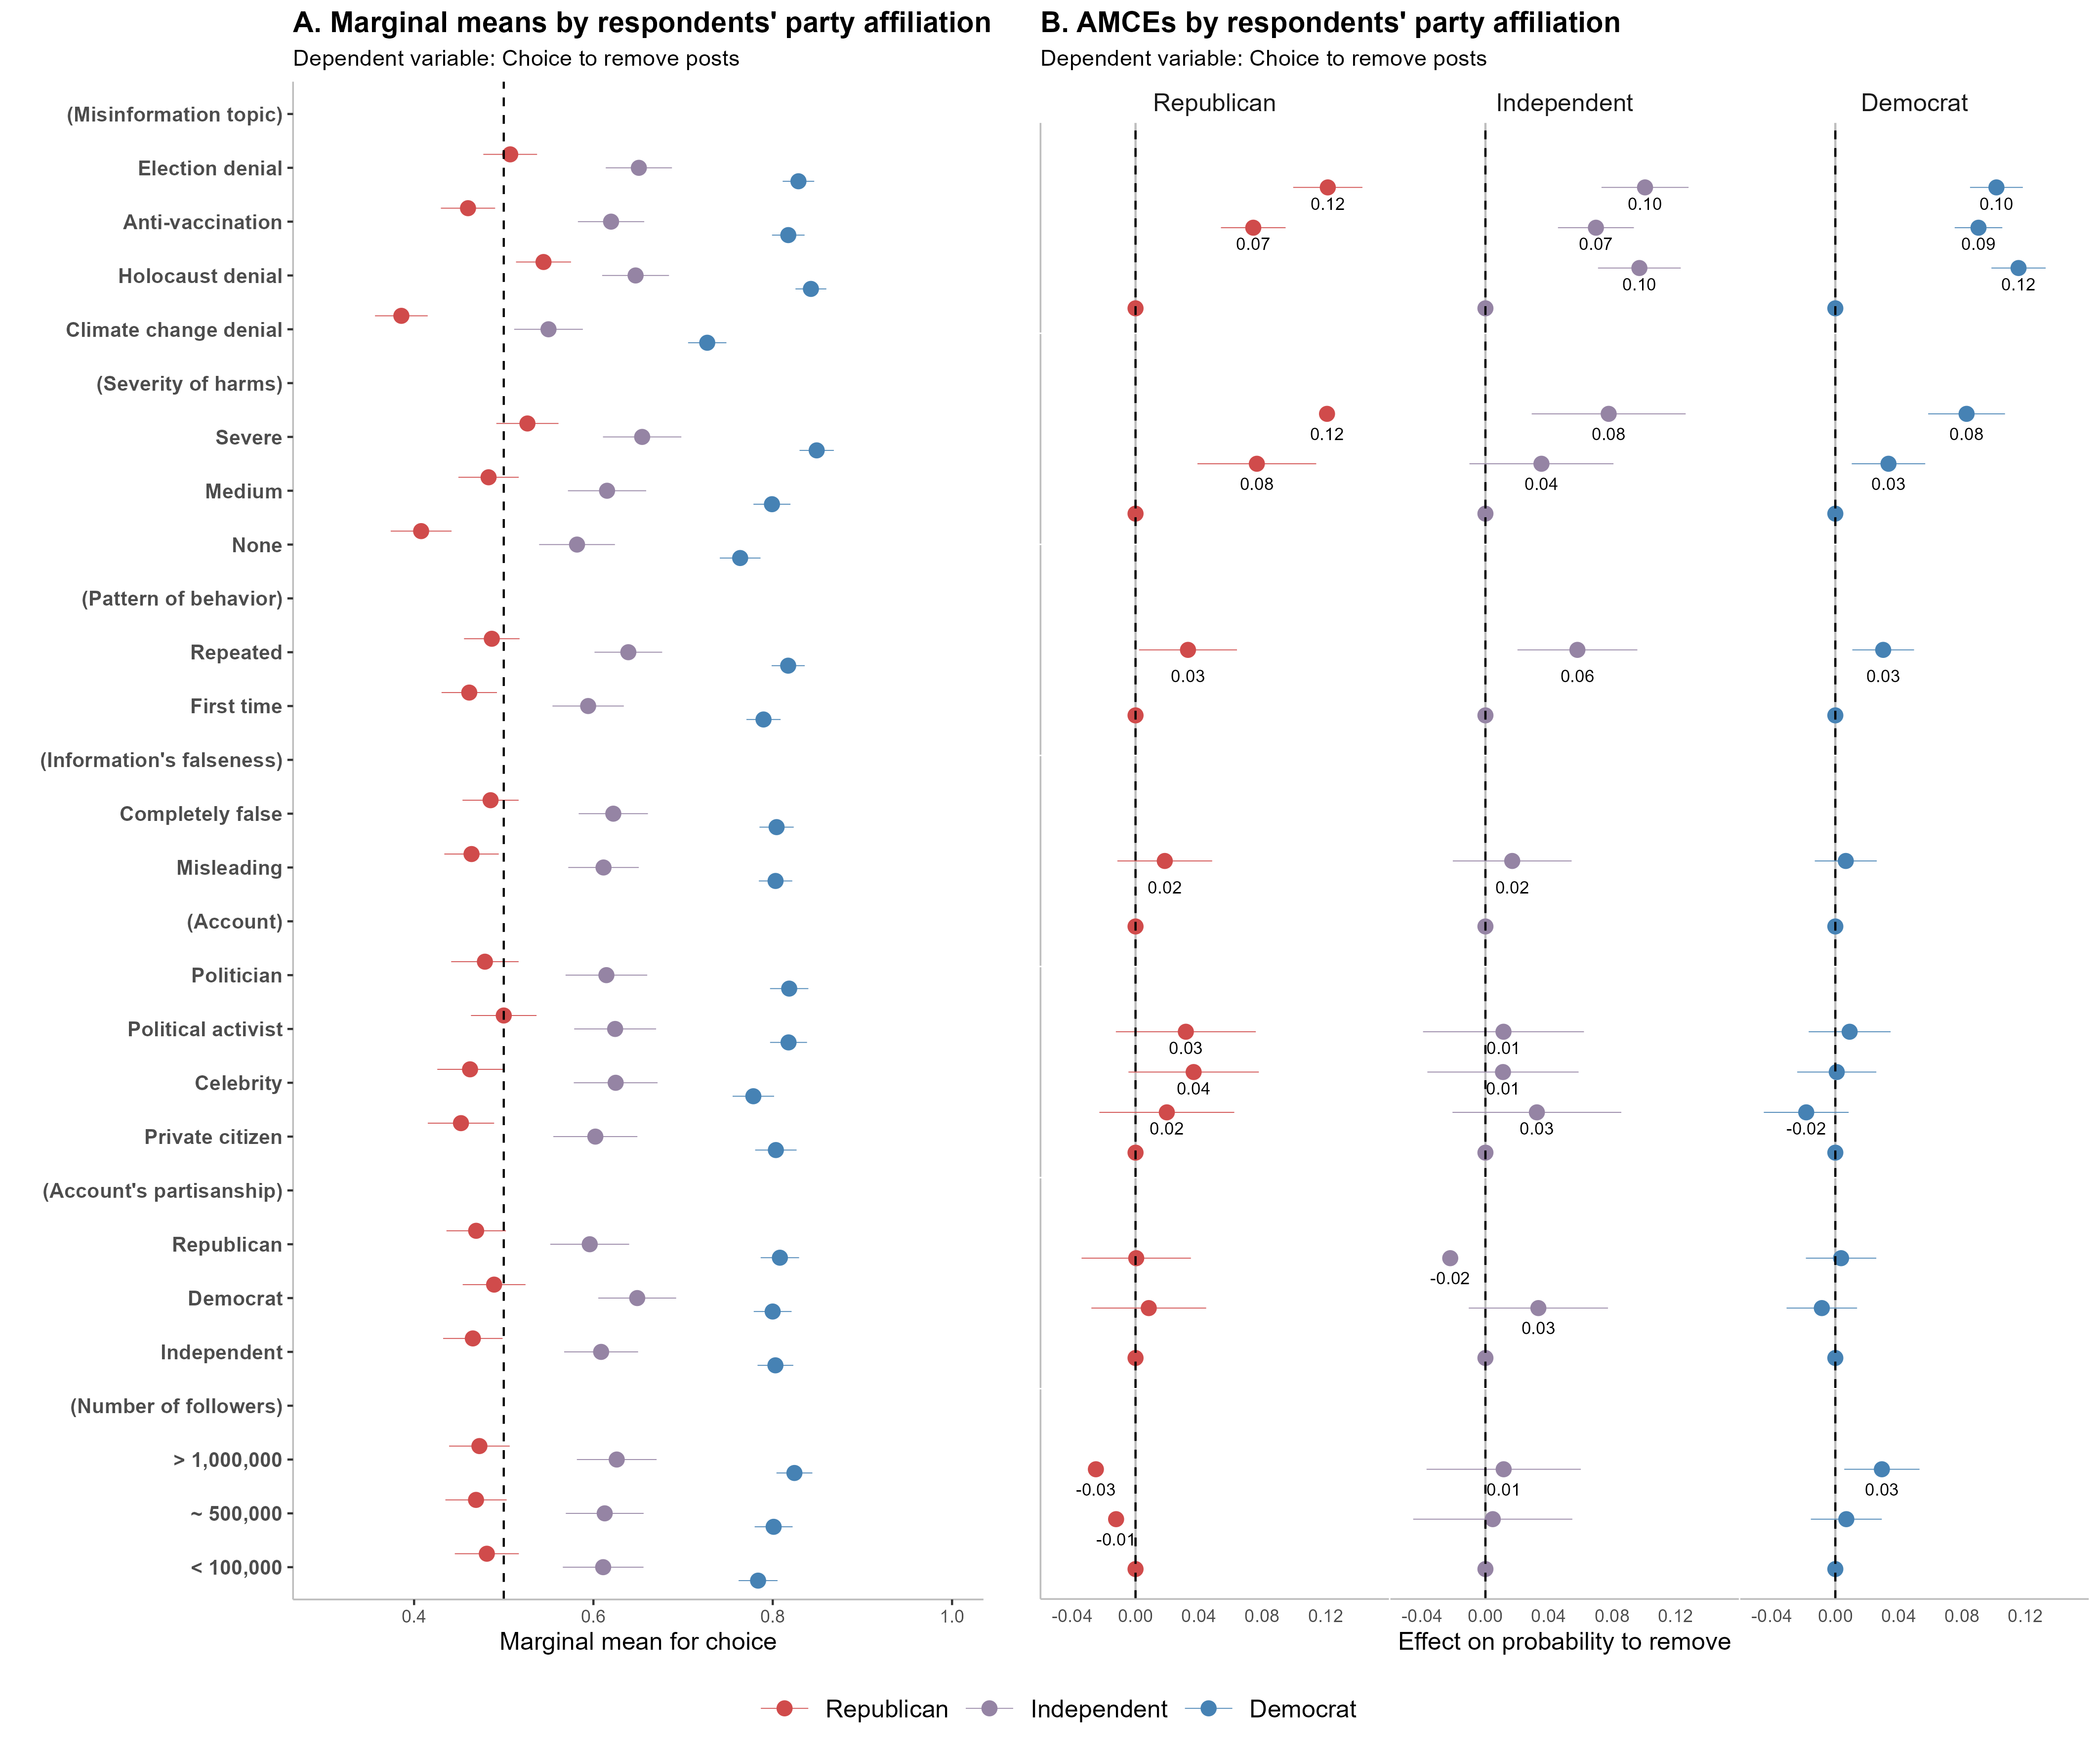 A. Marginal means by respondents' party affiliation
Dependent variable: Choice to remove posts
(Misinformation topic)
Election denial
Anti-vaccination
Holocaust denial
Climate change denial
(Severity of harms)
Severe
Medium
None
(Pattern of behavior)
Repeated
First time
(Information's falseness)
Completely false
Misleading
(Account)
Politician
Political activist
Celebrity
Private citizen
(Account's partisanship)
Republican
Democrat
Independent
(Number of followers)
> 1,000,000
~ 500,000
< 100,000
0.4 0.6 0.8 1.0
Marginal mean for choice
B. AMCEs by respondents' party affiliation
Dependent variable: Choice to remove posts
Republican Independent Democrat
0.12 0.10 0.10
0.07 0.07 0.09
0.10 0.12
0.12 0.08 0.08
0.08 0.04 0.03
0.03 0.06 0.03
0.02 0.02
0.03 0.01
0.04 0.01
0.02 0.03 -0.02
-0.02
0.03
-0.03 0.01 0.03
-0.01
-0.04 0.00 0.04 0.08 0.12 -0.04 0.00 0.04 0.08 0.12 -0.04 0.00 0.04 0.08 0.12
Effect on probability to remove
Republican Independent Democrat